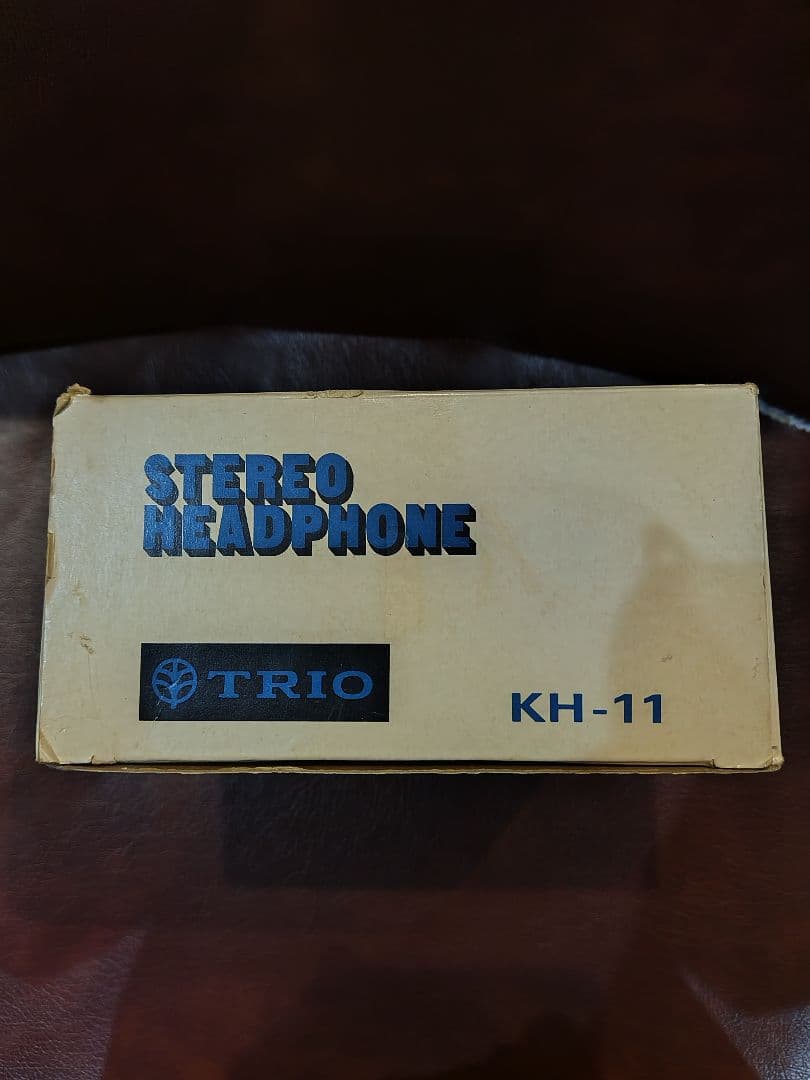 STEREO
HEADPHONE
TRIO
KH-11